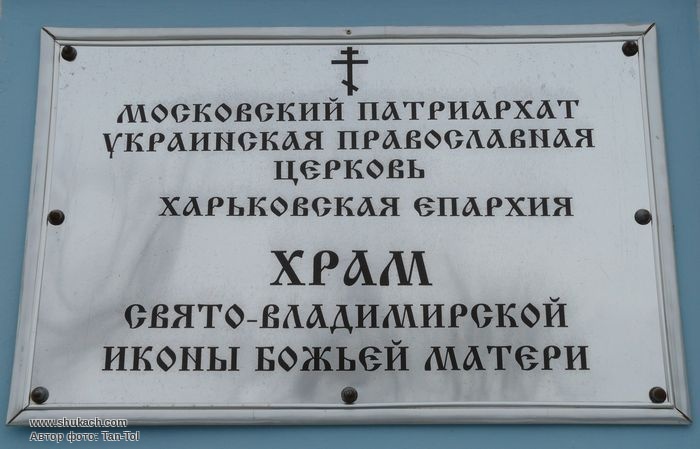 МОСКОВСКИЙ ПАТРИАРХАТ
УКРАИНСКАЯ ПРАВОСЛАВНАЯ
ЦЕРКОВЬ
ХАРЬКОВСКАЯ ЕПАРХИЯ
ХРАМ
СВЯТО-ВЛАДИМИРСКОЙ
ИКОНЫ БОЖЬЕЙ МАТЕРИ
www.shukach.com
Автор фото: Tan-Tol